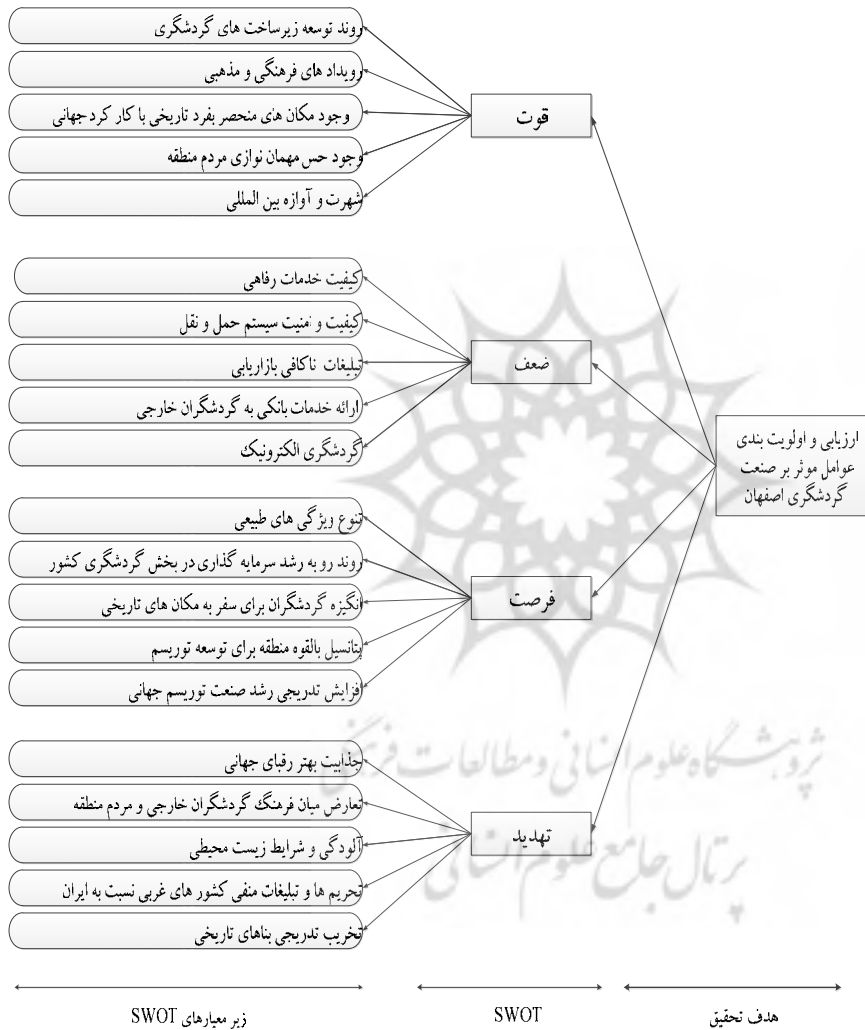 ارزیابی و اولویت بندی
عوامل موثر بر صنعت
گردشگری اصفهان
قوت
روند توسعه زیرساخت های گردشگری
رویداد های فرهنگی و مذهبی
وجود مکان های منحصر بفرد تاریخی با کار کرد جهانی
وجود حس مهمان نوازی مردم منطقه
شهرت و آوازه بین المللی
ضعف
کیفیت خدمات رفاهی
کیفیت و امنیت سیستم حمل و نقل
تبلیغات ناکافی بازاریابی
ارائه خدمات بانکی به گردشگران خارجی
گردشگری الکترونیک
فرصت
تنوع ویژگی های طبیعی
روند رو به رشد سرمایه گذاری در بخش گردشگری کشور
انگیزه گردشگران برای سفر به مکان های تاریخی
پتانسیل بالقوه منطقه برای توسعه توریسم
افزایش تدریجی رشد صنعت توریسم جهانی
تهدید
جذابیت بهتر رقبای جهانی
تعارض میان فرهنگ گردشگران خارجی و مردم منطقه
آلودگی و شرایط زیست محیطی
تحریم ها و تبلیغات منفی کشور های غربی نسبت به ایران
تخریب تدریجی بناهای تاریخی
پژوهشگاه علوم انسانی و مطالعات فرهنگی
پرتال جامع علوم انسانی
هدف تحقیق
SWOT
زیر معیارهای SWOT